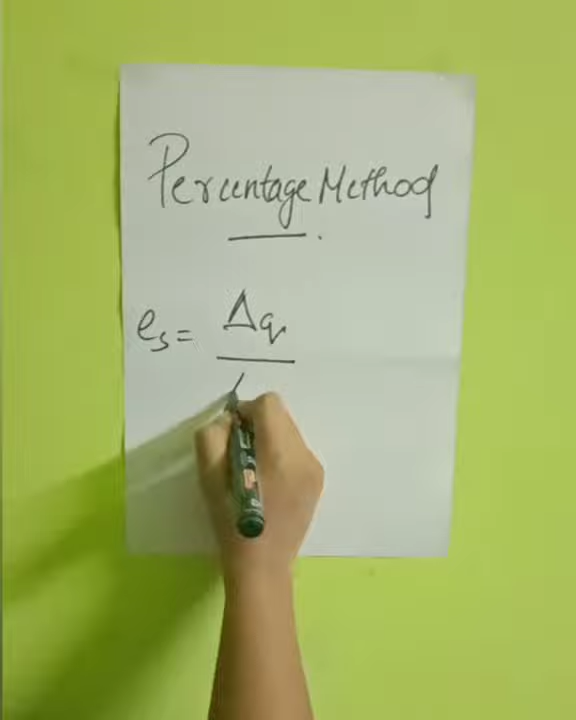 Percentage Method
es = Δq